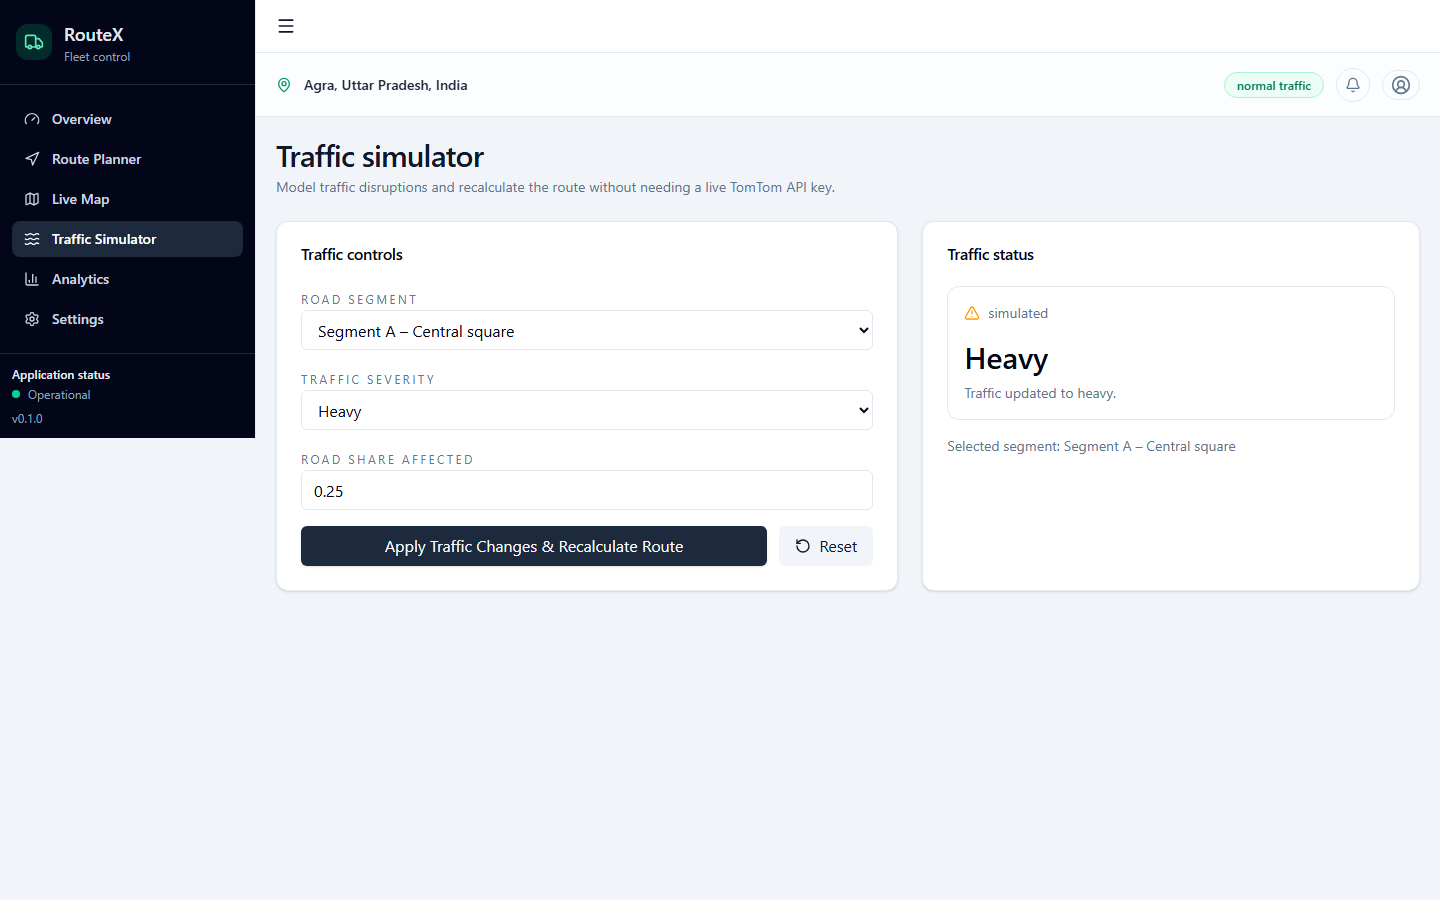 RouteX
Fleet control
Overview
Route Planner
Live Map
Traffic Simulator
Analytics
Settings
Application status
Operational
v0.1.0
Agra, Uttar Pradesh, India
normal traffic
Traffic simulator
Model traffic disruptions and recalculate the route without needing a live TomTom API key.
Traffic controls
ROAD SEGMENT
Segment A – Central square
TRAFFIC SEVERITY
Heavy
ROAD SHARE AFFECTED
0.25
Apply Traffic Changes & Recalculate Route
Reset
Traffic status
simulated
Heavy
Traffic updated to heavy.
Selected segment: Segment A – Central square